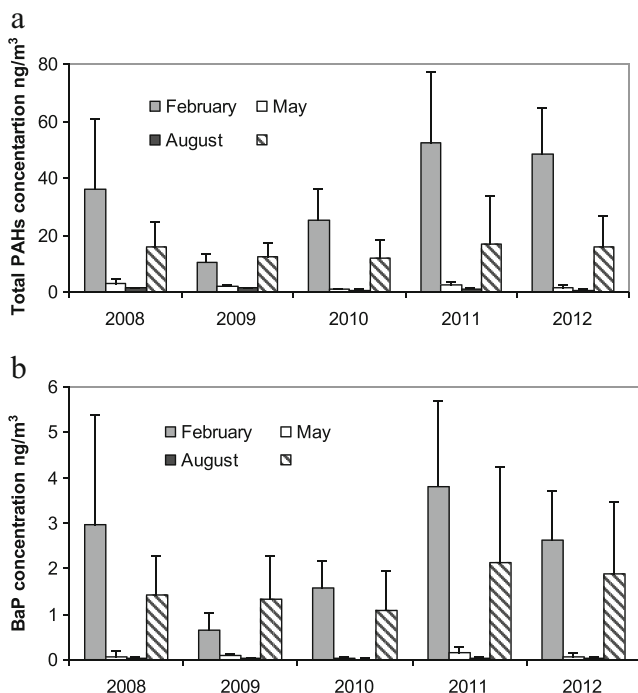 a
Total PAHs concentartion ng/m³
80
60
40
20
0
February
May
August
2008
2009
2010
2011
2012
b
BaP concentration ng/m³
6
5
4
3
2
1
0
February
May
August
2008
2009
2010
2011
2012